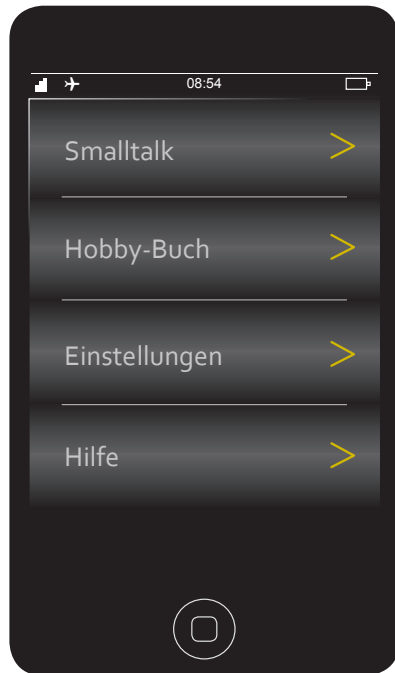 08:54
Smalltalk >
Hobby-Buch >
Einstellungen >
Hilfe >